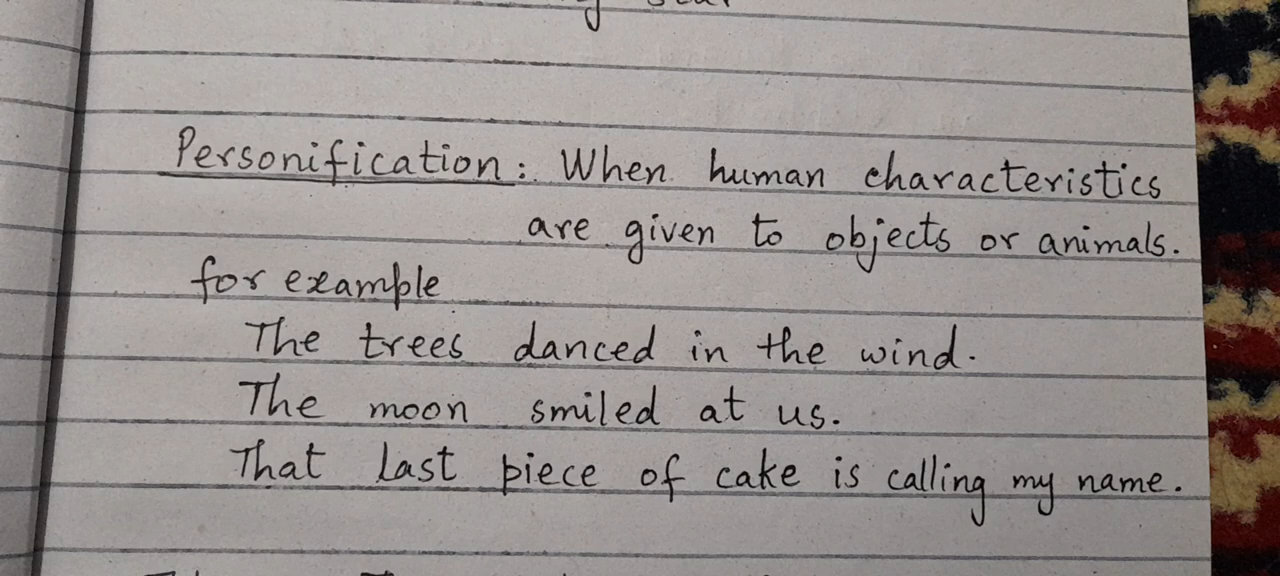 Personification: When human characteristics
are given to objects or animals.
for example
The trees danced in the wind.
The moon smiled at us.
That last piece of cake is calling my name.